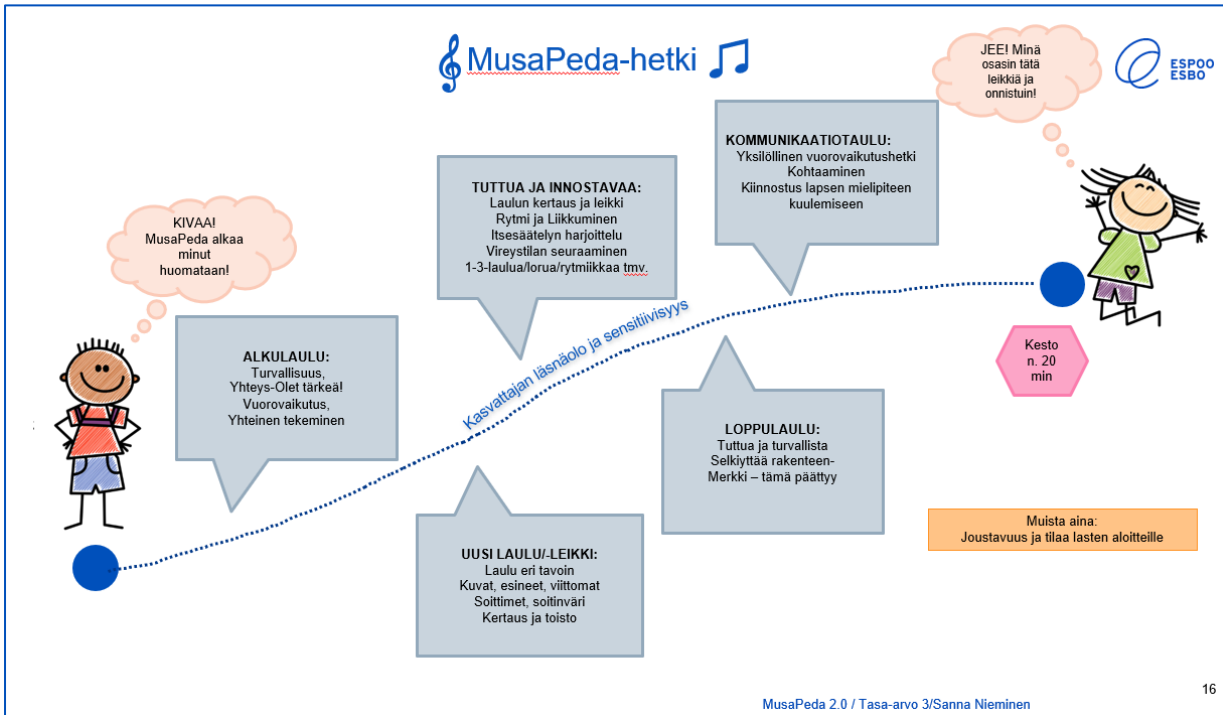 MusaPeda-hetki
ESPOO
ESBO
KIVAA!
MusaPeda alkaa
minut
huomataan!
ALKULAULU:
Turvallisuus,
Yhteys-Olet tärkeä!
Vuorovaikutus,
Yhteinen tekeminen
UUSI LAULU/-LEIKKI:
Laulu eri tavoin
Kuvat, esineet, viittomat
Soittimet, soitinväri
Kertaus ja toisto
TUTTUA JA INNOSTAVAA:
Laulun kertaus ja leikki
Rytmi ja Liikkuminen
Itsesäätelyn harjoittelu
Vireystilan seuraaminen
1-3-laulua/lorua/rytmiikkaa tmv.
Kasvattajan läsnäolo ja sensitiivisyys
LOPPULAULU:
Tuttua ja turvallista
Selkiyttää rakenteen-
Merkki – tämä päättyy
KOMMUNIKAATIOTAULU:
Yksilöllinen vuorovaikutushetki
Kohtaaminen
Kiinnostus lapsen mielipiteen
kuulemiseen
JEE! Minä
osasin tätä
leikkiä ja
onnistuin!
Kesto
n. 20
min
Muista aina:
Joustavuus ja tilaa lasten aloitteille
16
MusaPeda 2.0 / Tasa-arvo 3/Sanna Nieminen